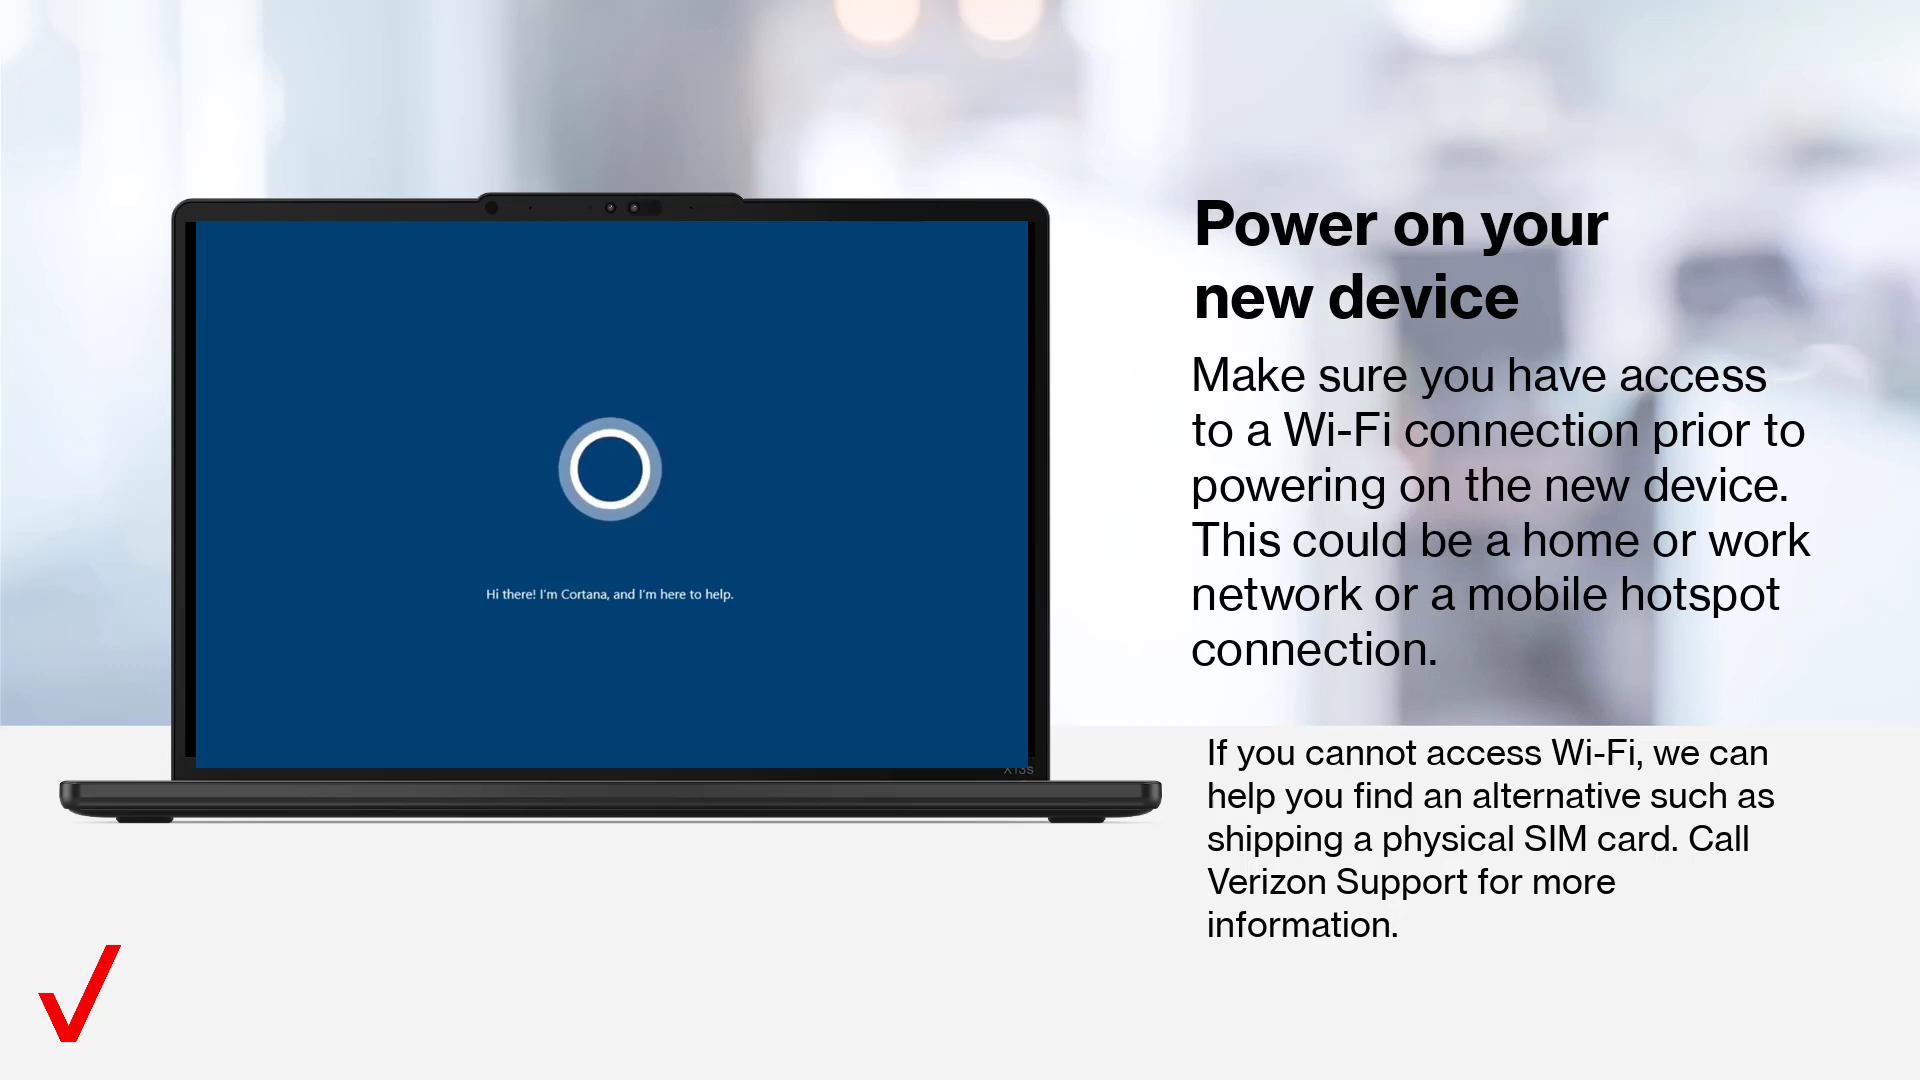 Power on your
new device
Make sure you have access
to a Wi-Fi connection prior to
powering on the new device.
This could be a home or work
network or a mobile hotspot
connection.
Hi there! I'm Cortana, and I'm here to help.
X13s
If you cannot access Wi-Fi, we can
help you find an alternative such as
shipping a physical SIM card. Call
Verizon Support for more
information.